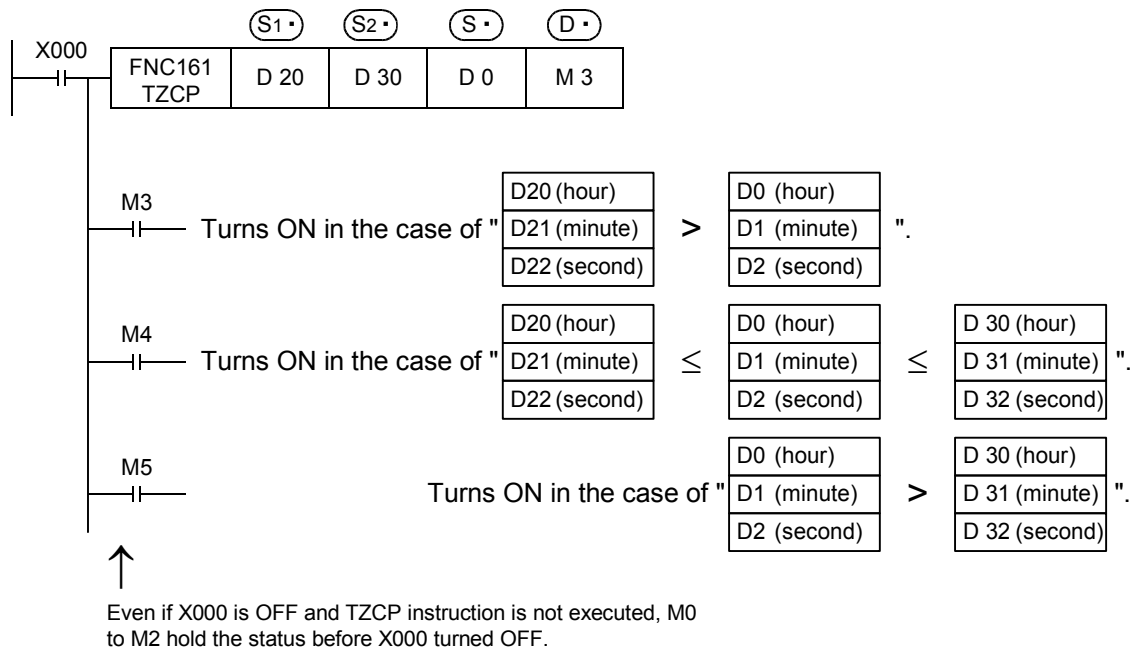 S1· S2· S· D·
X000
FNC161 TZCP D 20 D 30 D 0 M 3
M3
D20 (hour) D0 (hour)
Turns ON in the case of " D21 (minute) > D1 (minute) ".
D22 (second) D2 (second)
M4
D20 (hour) D0 (hour) D 30 (hour)
Turns ON in the case of " D21 (minute) ≤ D1 (minute) ≤ D 31 (minute) ".
D22 (second) D2 (second) D 32 (second)
M5
D0 (hour) D 30 (hour)
Turns ON in the case of " D1 (minute) > D 31 (minute) ".
D2 (second) D 32 (second)
Even if X000 is OFF and TZCP instruction is not executed, M0
to M2 hold the status before X000 turned OFF.